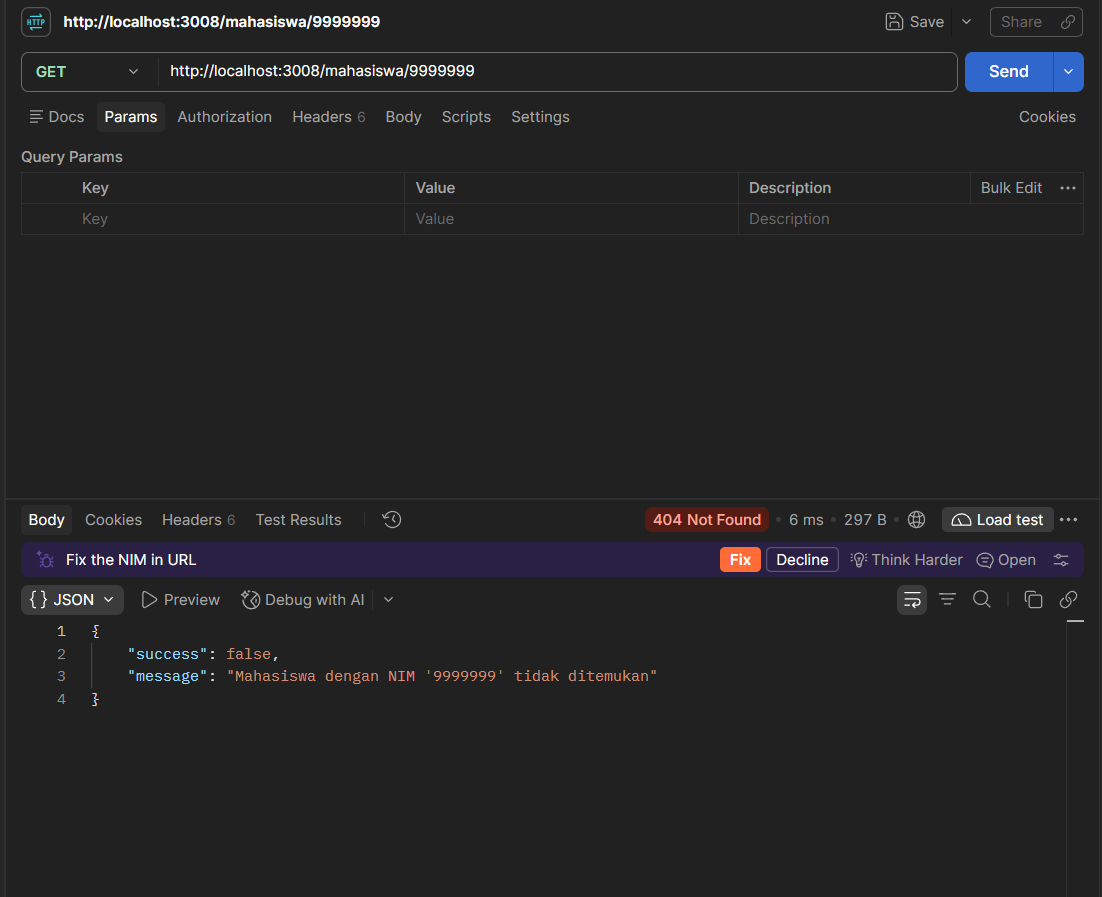 HTTP http://localhost:3008/mahasiswa/9999999 Save Share
GET http://localhost:3008/mahasiswa/9999999 Send
Docs Params Authorization Headers 6 Body Scripts Settings Cookies
Query Params
Key Value Description Bulk Edit
Key Value Description
Body Cookies Headers 6 Test Results 404 Not Found • 6 ms • 297 B • Load test
Fix the NIM in URL Fix Decline Think Harder Open
{} JSON Preview Debug with AI
1 {
2 "success": false,
3 "message": "Mahasiswa dengan NIM '9999999' tidak ditemukan"
4 }